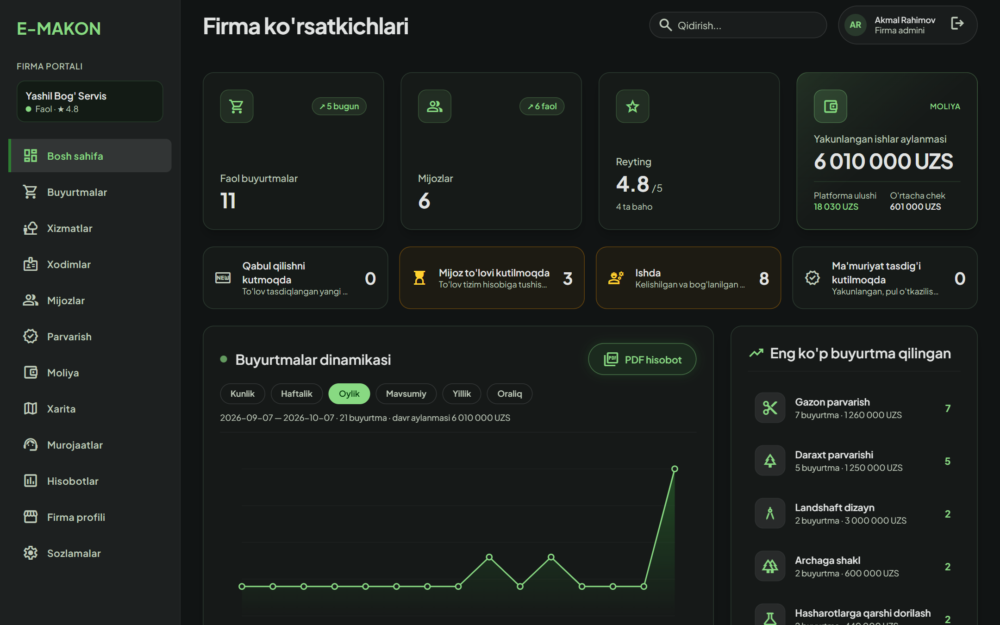 E-MAKON
FIRMA PORTALI
Yashil Bog' Servis
Faol · ★ 4.8
Bosh sahifa
Buyurtmalar
Xizmatlar
Xodimlar
Mijozlar
Parvarish
Moliya
Xarita
Murojaatlar
Hisobotlar
Firma profili
Sozlamalar
Firma ko'rsatkichlari
Qidirish...
AR
Akmal Rahimov
Firma admini
↗ 5 bugun
Faol buyurtmalar
11
↗ 6 faol
Mijozlar
6
Reyting
4.8 /5
4 ta baho
MOLIYA
Yakunlangan ishlar aylanmasi
6 010 000 UZS
Platforma ulushi
18 030 UZS
O'rtacha chek
601 000 UZS
NEW
Qabul qilishni
kutmoqda
To'lov tasdiqlangan yangi ...
0
Mijoz to'lovi kutilmoqda
To'lov tizim hisobiga tushis...
3
Ishda
Kelishilgan va bog'lanilgan ...
8
Ma'muriyat tasdig'i
kutilmoqda
Yakunlangan, pul o'tkazilis...
0
Buyurtmalar dinamikasi
PDF
PDF hisobot
Kunlik
Haftalik
Oylik
Mavsumiy
Yillik
Oraliq
2026-09-07 — 2026-10-07 · 21 buyurtma · davr aylanmasi 6 010 000 UZS
Eng ko'p buyurtma qilingan
Gazon parvarish
7 buyurtma · 1 260 000 UZS
7
Daraxt parvarishi
5 buyurtma · 1 250 000 UZS
5
Landshaft dizayn
2 buyurtma · 3 000 000 UZS
2
Archaga shakl
2 buyurtma · 600 000 UZS
2
Hasharotlarga qarshi dorilash
2